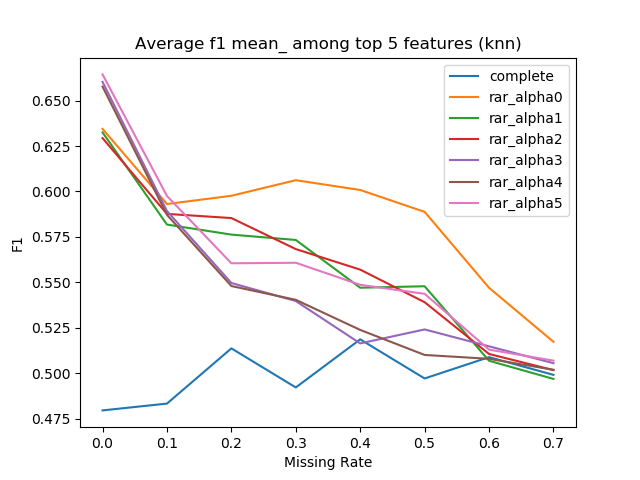 Average f1 mean_ among top 5 features (knn)
complete
rar_alpha0
rar_alpha1
rar_alpha2
rar_alpha3
rar_alpha4
rar_alpha5
0.650
0.625
0.600
0.575
0.550
0.525
0.500
0.475
F1
0.0 0.1 0.2 0.3 0.4 0.5 0.6 0.7
Missing Rate